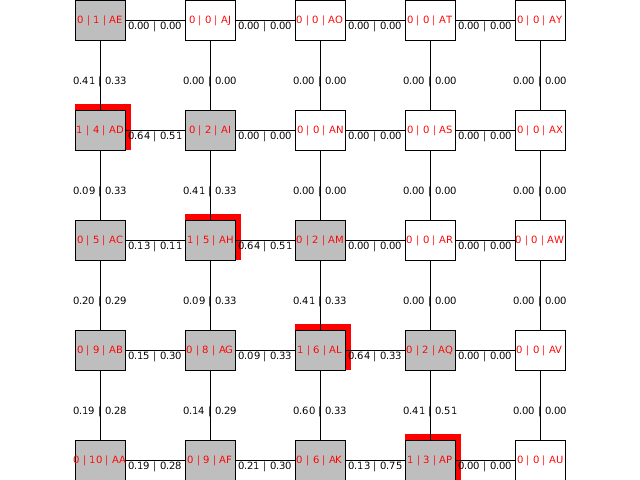 0 | 1 | AE 0.00 | 0.00 0 | 0 | AJ 0.00 | 0.00 0 | 0 | AO 0.00 | 0.00 0 | 0 | AT 0.00 | 0.00 0 | 0 | AY
0.41 | 0.33 0.00 | 0.00 0.00 | 0.00 0.00 | 0.00 0.00 | 0.00
1 | 4 | AD 0.64 | 0.51 0 | 2 | AI 0.00 | 0.00 0 | 0 | AN 0.00 | 0.00 0 | 0 | AS 0.00 | 0.00 0 | 0 | AX
0.09 | 0.33 0.41 | 0.33 0.00 | 0.00 0.00 | 0.00 0.00 | 0.00
0 | 5 | AC 0.13 | 0.11 1 | 5 | AH 0.64 | 0.51 0 | 2 | AM 0.00 | 0.00 0 | 0 | AR 0.00 | 0.00 0 | 0 | AW
0.20 | 0.29 0.09 | 0.33 0.41 | 0.33 0.00 | 0.00 0.00 | 0.00
0 | 9 | AB 0.15 | 0.30 0 | 8 | AG 0.09 | 0.33 1 | 6 | AL 0.64 | 0.33 0 | 2 | AQ 0.00 | 0.00 0 | 0 | AV
0.19 | 0.28 0.14 | 0.29 0.60 | 0.33 0.41 | 0.51 0.00 | 0.00
0 | 10 | AA 0.19 | 0.28 0 | 9 | AF 0.21 | 0.30 0 | 6 | AK 0.13 | 0.75 1 | 3 | AP 0.00 | 0.00 0 | 0 | AU